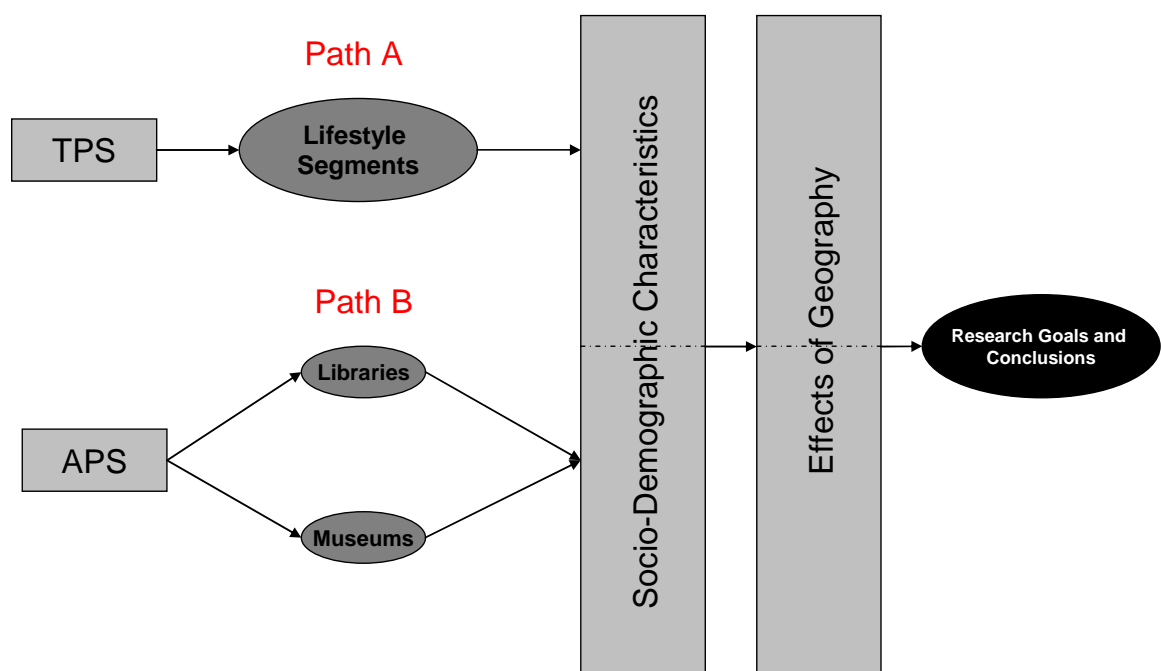 Path A
TPS
Lifestyle
Segments
Path B
Libraries
APS
Museums
Socio-Demographic Characteristics
Effects of Geography
Research Goals and
Conclusions